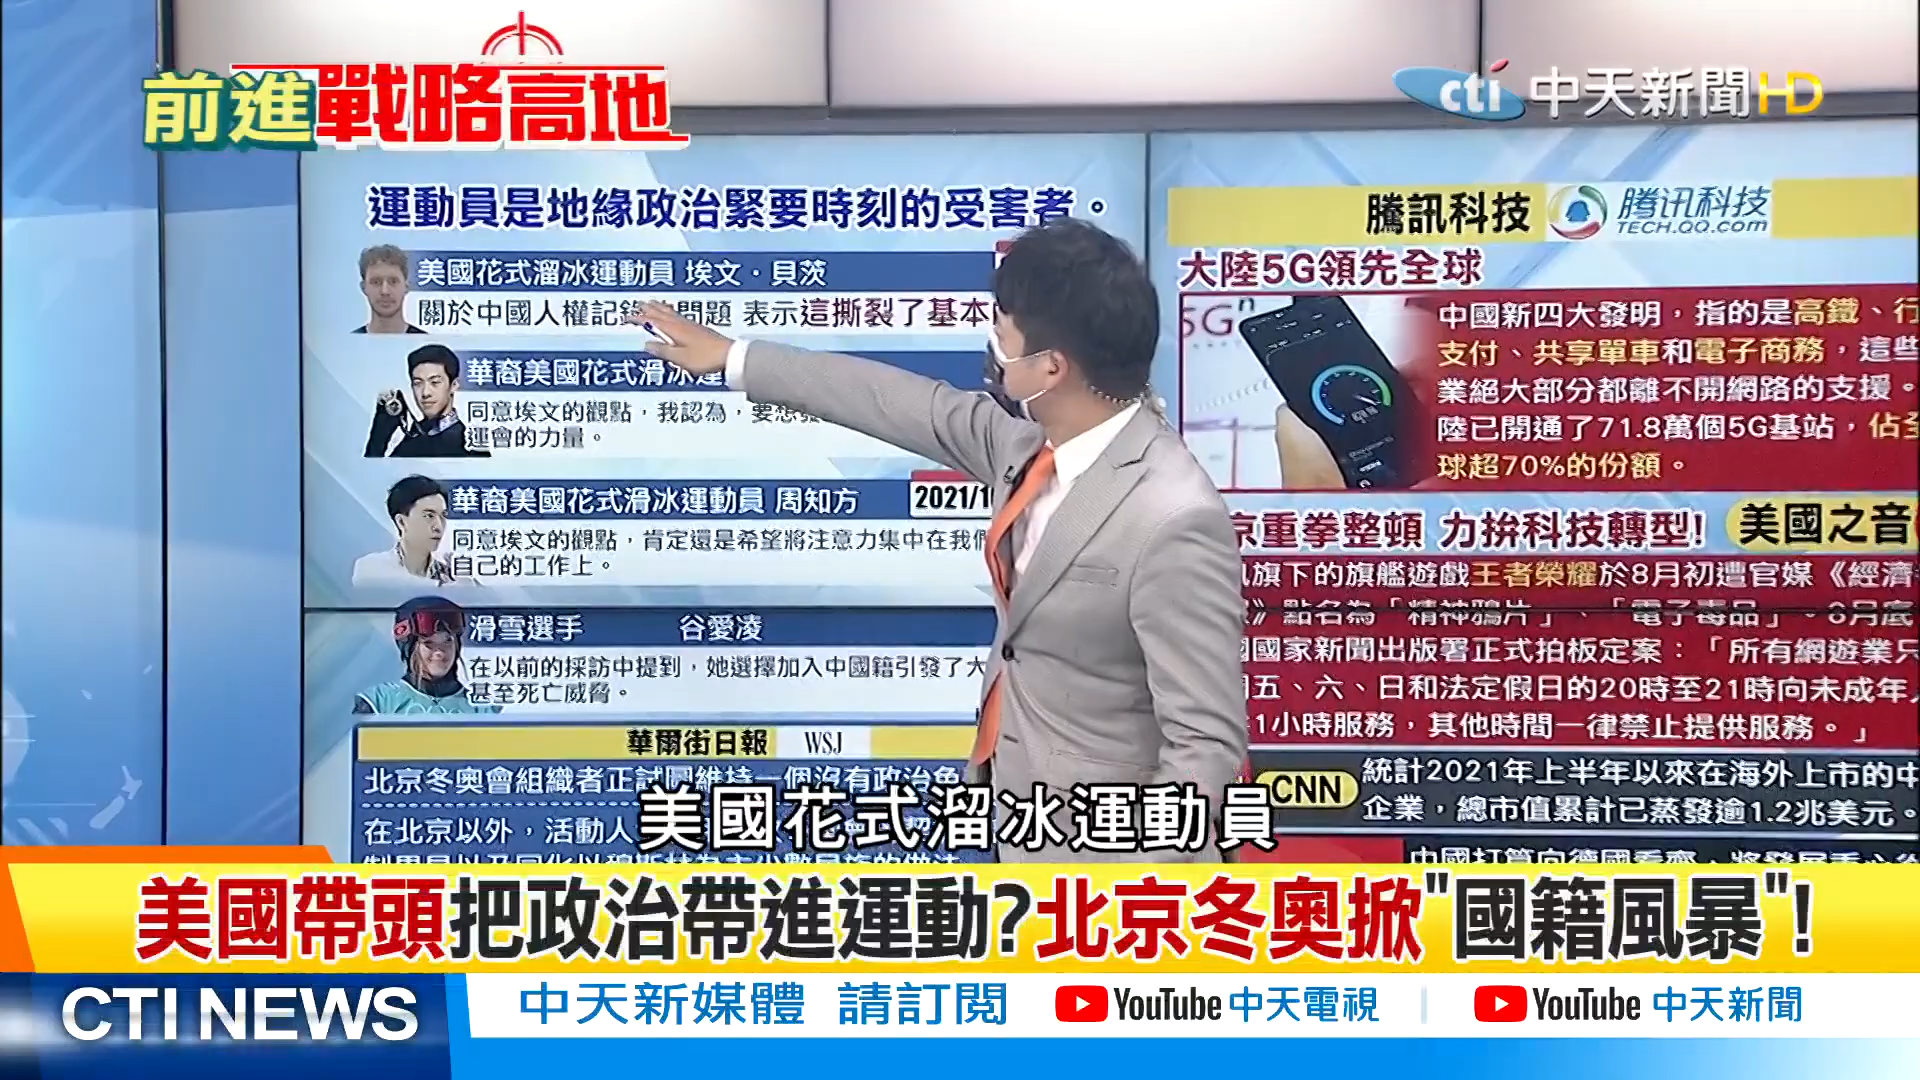 前進戰略高地
cti 中天新聞HD
運動員是地緣政治緊要時刻的受害者。
美國花式溜冰運動員 埃文·貝茨
關於中國人權記錄的問題 表示這撕裂了基本
華裔美國花式滑冰運
同意埃文的觀點，我認為，要想發
運會的力量。
華裔美國花式滑冰運動員 周知方
2021/1
同意埃文的觀點，肯定還是希望將注意力集中在我們
自己的工作上。
滑雪選手 谷愛凌
在以前的採訪中提到，她選擇加入中國籍引發了大
甚至死亡威脅。
華爾街日報 WSJ
北京冬奧會組織者正試圖維持一個沒有政治色
在北京以外，活動人
騰訊科技 腾讯科技
TECH.QQ.com
大陸5G領先全球
5G
中國新四大發明，指的是高鐵、行
支付、共享單車和電子商務，這些
業絕大部分都離不開網路的支援。
陸已開通了71.8萬個5G基站，佔全
球超70%的份額。
京重拳整頓 力拚科技轉型! 美國之音
旗下的旗艦遊戲王者榮耀於8月初遭官媒《經濟
》點名為「精神鴉片」、「電子毒品」。8月底
國國家新聞出版署正式拍板定案：「所有網遊業只
五、六、日和法定假日的20時至21時向未成年
1小時服務，其他時間一律禁止提供服務。」
CNN
統計2021年上半年以來在海外上市的中
企業，總市值累計已蒸發逾1.2兆美元。
美國花式溜冰運動員
美國帶頭把政治帶進運動?北京冬奧掀"國籍風暴"!
CTI NEWS
中天新媒體 請訂閱 YouTube 中天電視 | YouTube 中天新聞